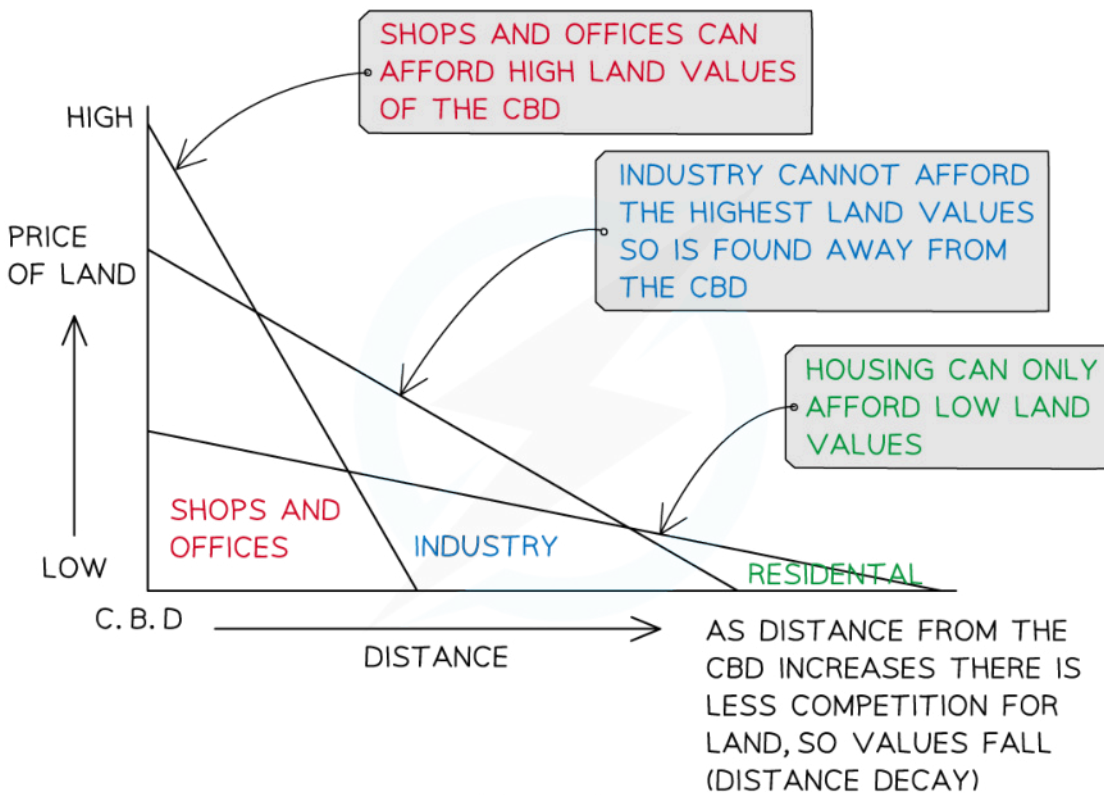 SHOPS AND OFFICES CAN
AFFORD HIGH LAND VALUES
OF THE CBD
HIGH
INDUSTRY CANNOT AFFORD
THE HIGHEST LAND VALUES
SO IS FOUND AWAY FROM
THE CBD
PRICE
OF LAND
HOUSING CAN ONLY
AFFORD LOW LAND
VALUES
SHOPS AND
OFFICES
INDUSTRY
LOW
RESIDENTAL
C. B. D
DISTANCE
AS DISTANCE FROM THE
CBD INCREASES THERE IS
LESS COMPETITION FOR
LAND, SO VALUES FALL
(DISTANCE DECAY)